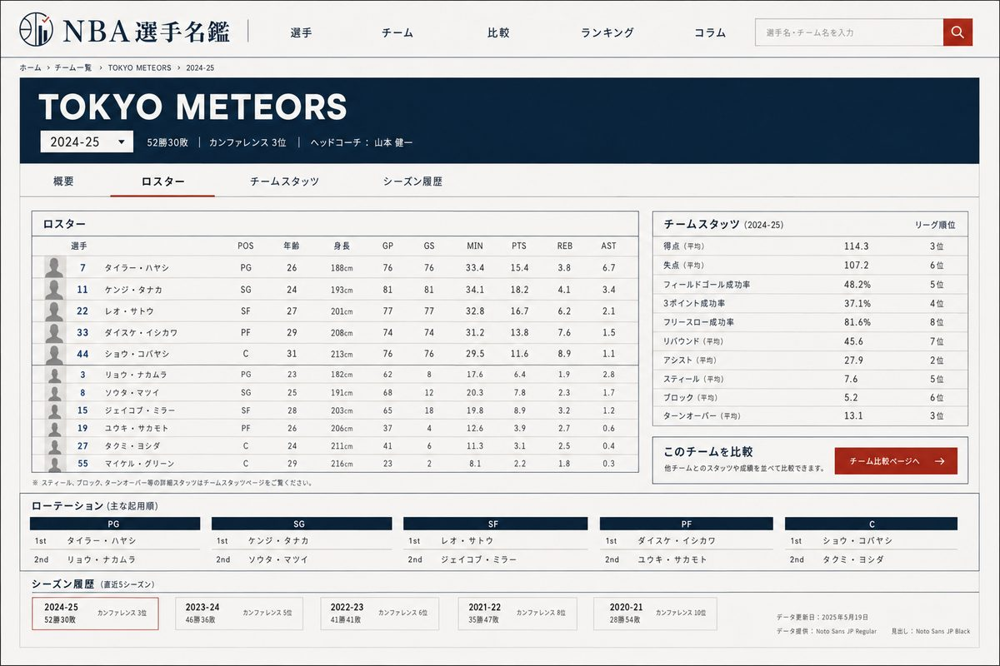 NBA選手名鑑 選手 チーム 比較 ランキング コラム 選手名・チーム名を入力
ホーム › チーム一覧 › TOKYO METEORS › 2024-25
TOKYO METEORS
2024-25 52勝30敗 | カンファレンス 3位 | ヘッドコーチ： 山本 健一
概要 ロスター チームスタッツ シーズン履歴
ロスター
選手 POS 年齢 身長 GP GS MIN PTS REB AST
7 タイラー・ハヤシ PG 26 188cm 76 76 33.4 15.4 3.8 6.7
11 ケンジ・タナカ SG 24 193cm 81 81 34.1 18.2 4.1 3.4
22 レオ・サトウ SF 27 201cm 77 77 32.8 16.7 6.2 2.1
33 ダイスケ・イシカワ PF 29 208cm 74 74 31.2 13.8 7.6 1.5
44 ショウ・コバヤシ C 31 213cm 76 76 29.5 11.6 8.9 1.1
3 リョウ・ナカムラ PG 23 182cm 62 8 17.6 6.4 1.9 2.8
8 ソウタ・マツイ SG 25 191cm 68 12 20.3 7.8 2.3 1.7
15 ジェイコブ・ミラー SF 28 203cm 65 18 19.8 8.9 3.2 1.2
19 ユウキ・サカモト PF 26 206cm 37 4 12.6 3.9 2.7 0.6
27 タクミ・ヨシダ C 24 211cm 41 6 11.3 3.1 2.5 0.4
55 マイケル・グリーン C 29 216cm 23 2 8.1 2.2 1.8 0.3
※ スティール、ブロック、ターンオーバー等の詳細スタッツはチームスタッツページをご覧ください。
チームスタッツ (2024-25) リーグ順位
得点（平均） 114.3 3位
失点（平均） 107.2 6位
フィールドゴール成功率 48.2% 5位
3ポイント成功率 37.1% 4位
フリースロー成功率 81.6% 8位
リバウンド（平均） 45.6 7位
アシスト（平均） 27.9 2位
スティール（平均） 7.6 5位
ブロック（平均） 5.2 6位
ターンオーバー（平均） 13.1 3位
このチームを比較
他チームとのスタッツや成績を並べて比較できます。
チーム比較ページへ →
ローテーション (主な起用順)
PG SG SF PF C
1st タイラー・ハヤシ 1st ケンジ・タナカ 1st レオ・サトウ 1st ダイスケ・イシカワ 1st ショウ・コバヤシ
2nd リョウ・ナカムラ 2nd ソウタ・マツイ 2nd ジェイコブ・ミラー 2nd ユウキ・サカモト 2nd タクミ・ヨシダ
シーズン履歴 (直近5シーズン)
2024-25 カンファレンス 3位
52勝30敗
2023-24 カンファレンス 5位
46勝36敗
2022-23 カンファレンス 6位
41勝41敗
2021-22 カンファレンス 8位
35勝47敗
2020-21 カンファレンス 10位
28勝54敗
データ更新日：2025年5月19日
データ提供：Noto Sans JP Regular 見出し：Noto Sans JP Black